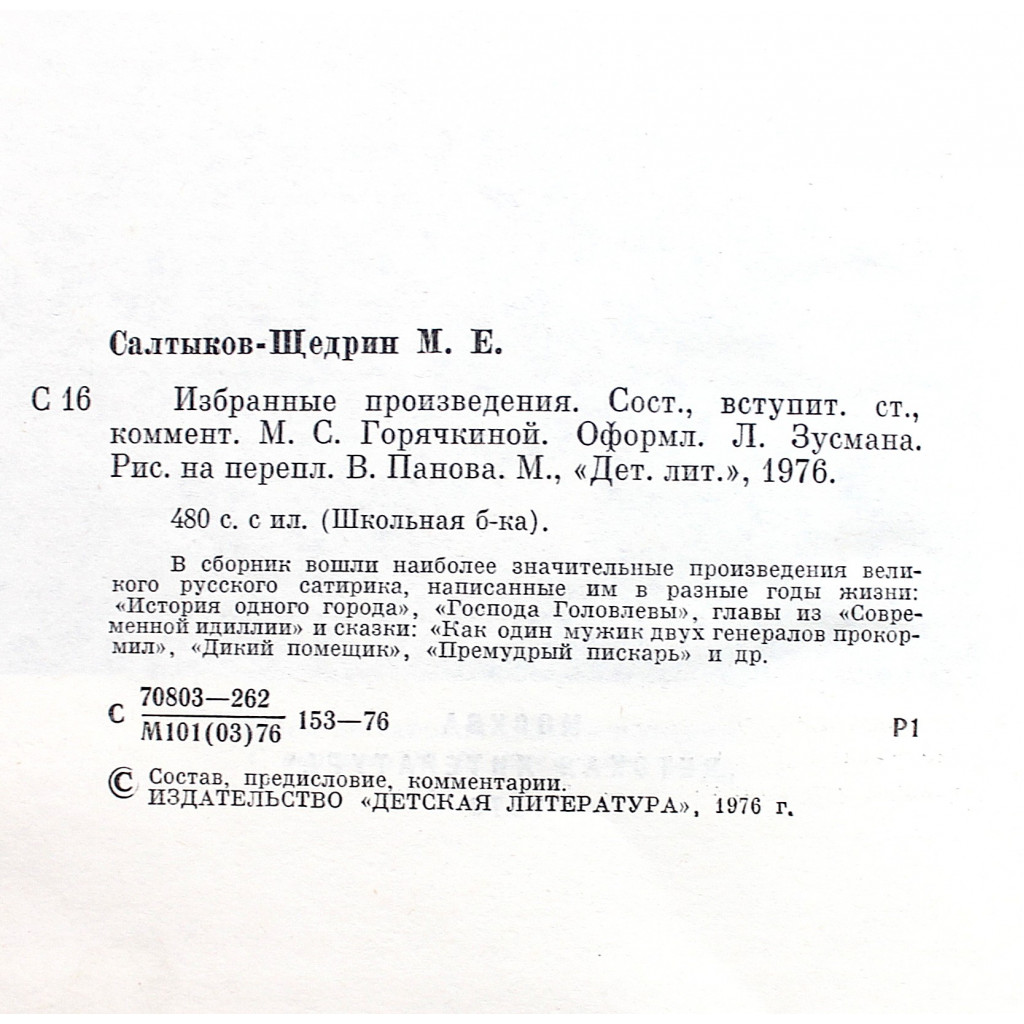 Салтыков-Щедрин М. Е.
С 16 Избранные произведения. Сост., вступит. ст.,
коммент. М. С. Горячкиной. Оформл. Л. Зусмана.
Рис. на перепл. В. Панова. М., «Дет. лит.», 1976.
480 с. с ил. (Школьная б-ка).
В сборник вошли наиболее значительные произведения вели-
кого русского сатирика, написанные им в разные годы жизни:
«История одного города», «Господа Головлевы», главы из «Совре-
менной идиллии» и сказки: «Как один мужик двух генералов прокор-
мил», «Дикий помещик», «Премудрый пискарь» и др.
70803—262
С 153—76 Р1
М101(03)76
© Состав, предисловие, комментарии.
ИЗДАТЕЛЬСТВО «ДЕТСКАЯ ЛИТЕРАТУРА», 1976 г.